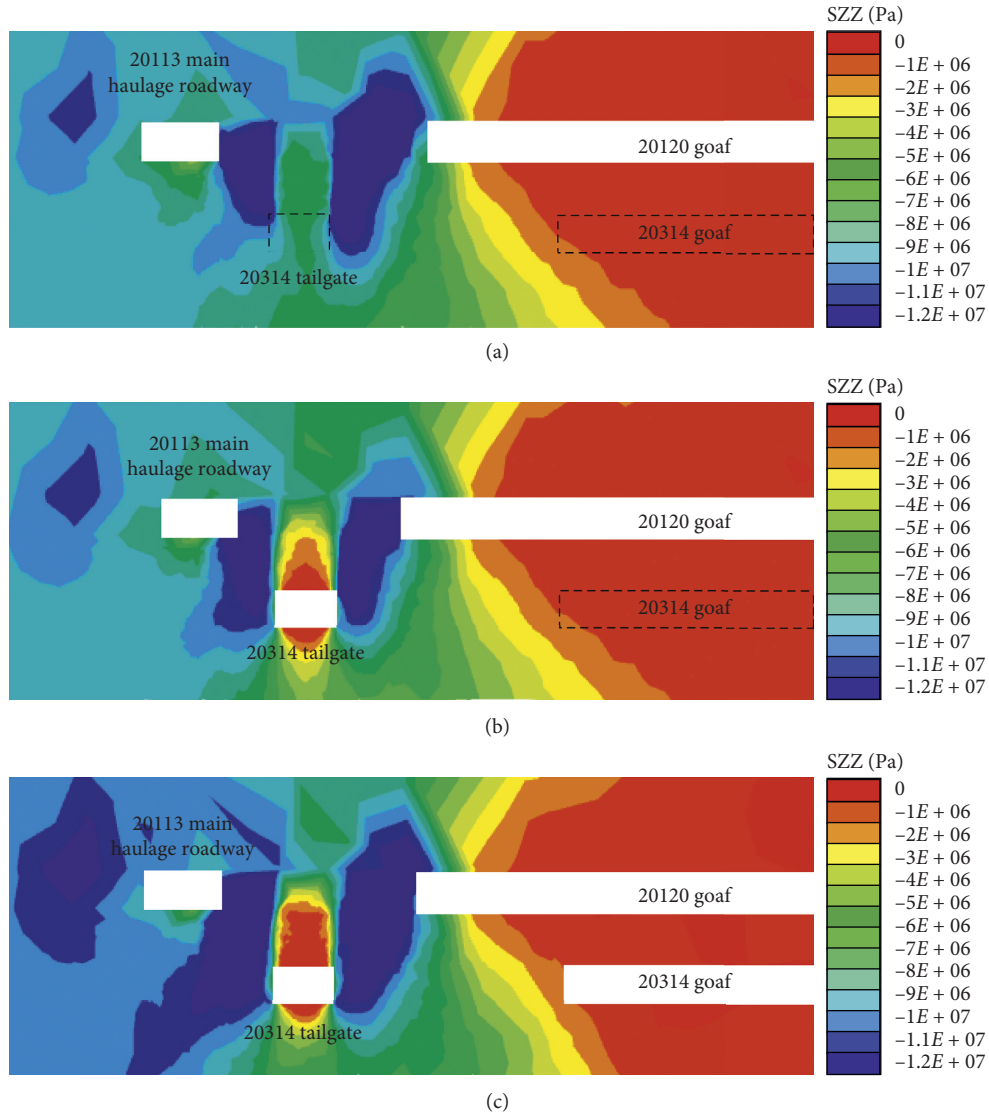 SZZ (Pa)
0
–1E + 06
–2E + 06
–3E + 06
–4E + 06
–5E + 06
–6E + 06
–7E + 06
–8E + 06
–9E + 06
–1E + 07
–1.1E + 07
–1.2E + 07
20113 main
haulage roadway
20120 goaf
20314 goaf
20314 tailgate
(a)
SZZ (Pa)
0
–1E + 06
–2E + 06
–3E + 06
–4E + 06
–5E + 06
–6E + 06
–7E + 06
–8E + 06
–9E + 06
–1E + 07
–1.1E + 07
–1.2E + 07
20113 main
haulage roadway
20120 goaf
20314 goaf
20314 tailgate
(b)
SZZ (Pa)
0
–1E + 06
–2E + 06
–3E + 06
–4E + 06
–5E + 06
–6E + 06
–7E + 06
–8E + 06
–9E + 06
–1E + 07
–1.1E + 07
–1.2E + 07
20113 main
haulage roadway
20120 goaf
20314 goaf
20314 tailgate
(c)